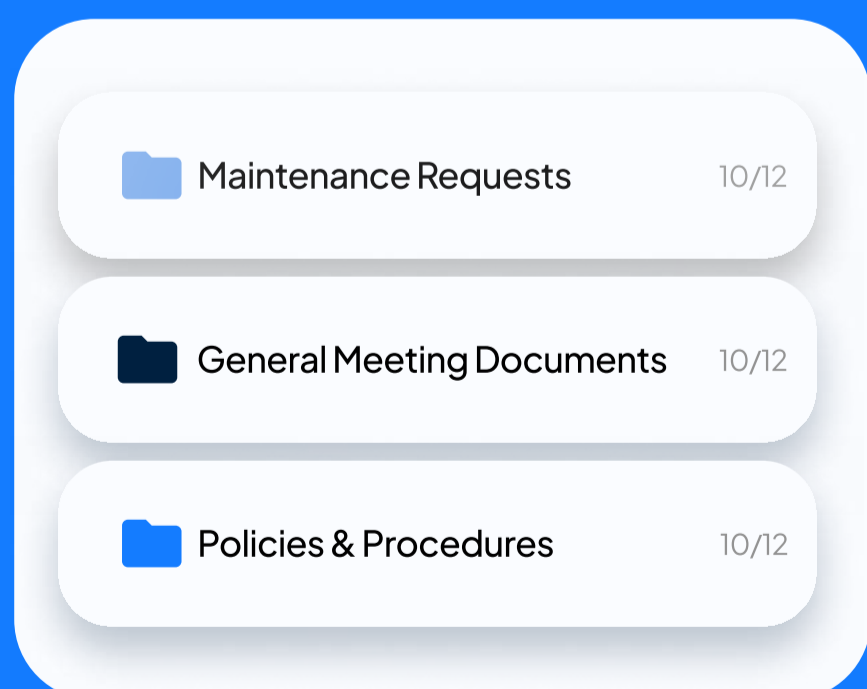 Maintenance Requests 10/12
General Meeting Documents 10/12
Policies & Procedures 10/12